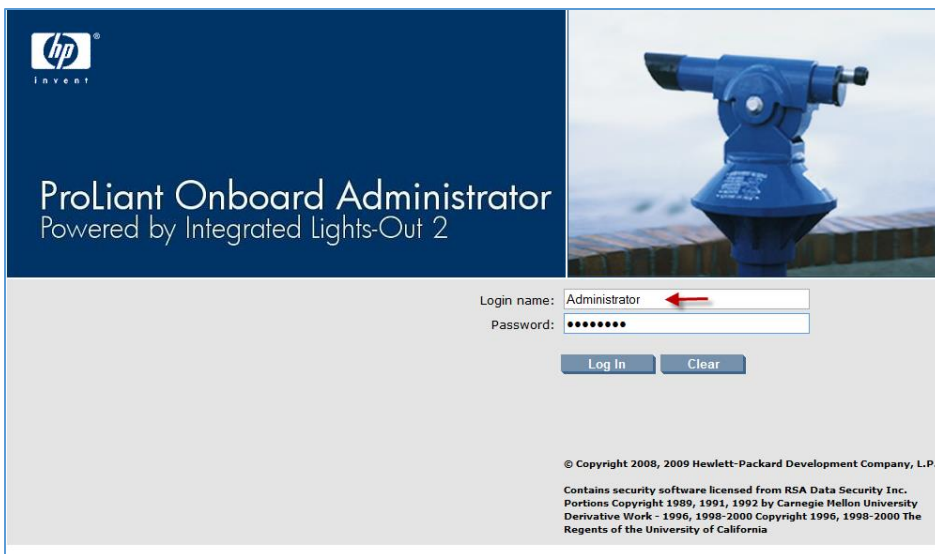 hp
®
invent
ProLiant Onboard Administrator
Powered by Integrated Lights-Out 2
Login name: Administrator
Password: ●●●●●●●●
Log In Clear
© Copyright 2008, 2009 Hewlett-Packard Development Company, L.P.
Contains security software licensed from RSA Data Security Inc.
Portions Copyright 1989, 1991, 1992 by Carnegie Mellon University
Derivative Work - 1996, 1998-2000 Copyright 1996, 1998-2000 The
Regents of the University of California